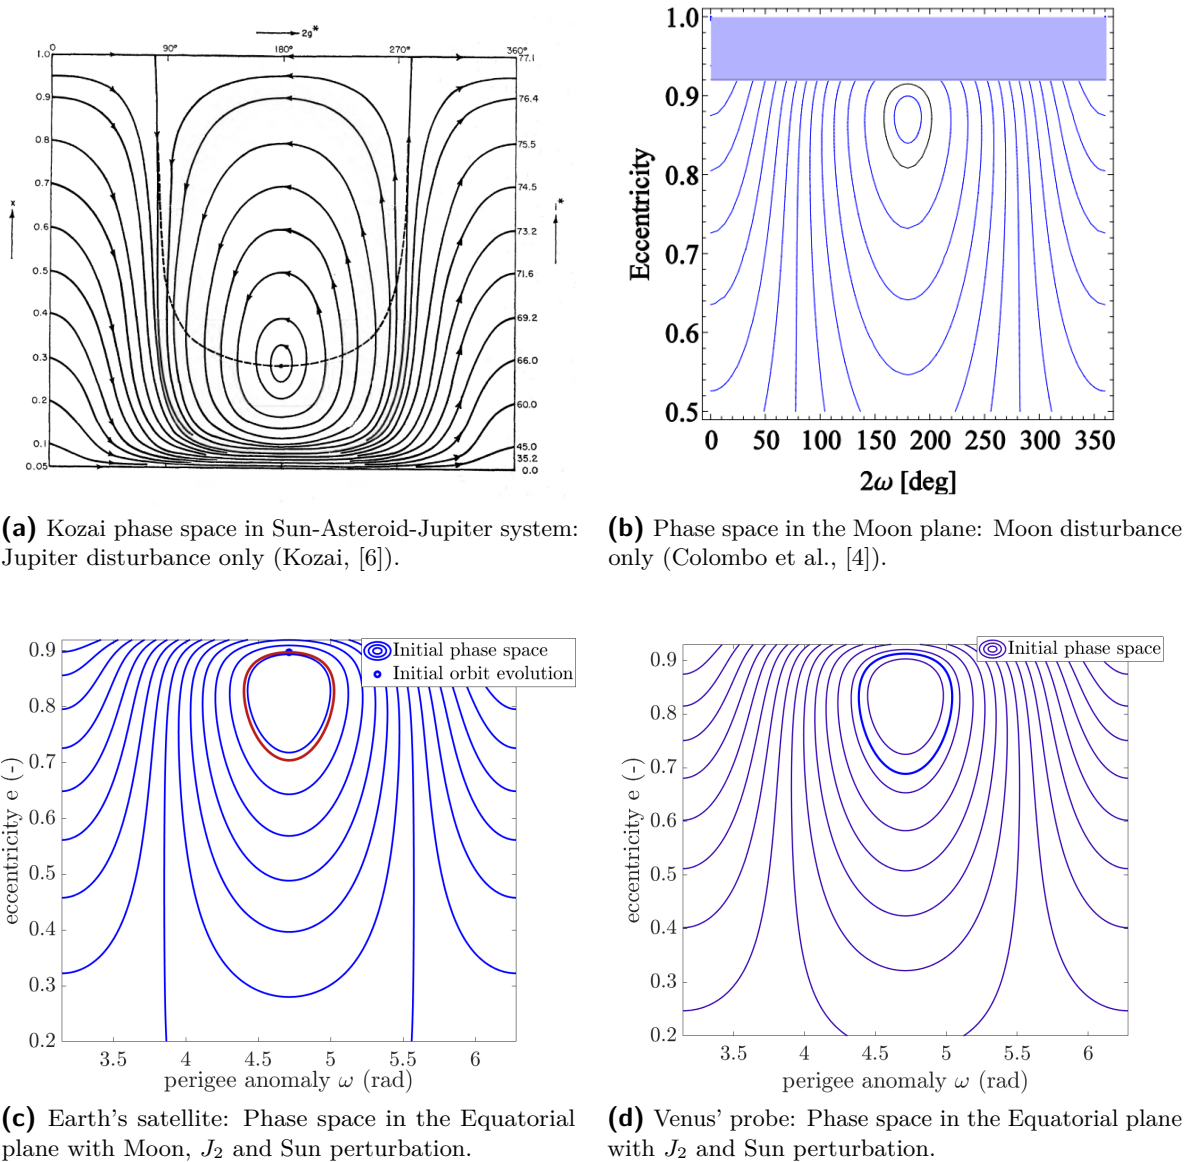 2g*
0 90° 180° 270° 360°
1.0 77.1
0.9 76.4
0.8 75.5
0.7 74.5
0.6 73.2
0.5 71.6
0.4 69.2
0.3 66.0
0.2 60.0
0.1 45.0
35.2
0.05 0.0
x
i*
(a) Kozai phase space in Sun-Asteroid-Jupiter system:
Jupiter disturbance only (Kozai, [6]).
1.0
0.9
0.8
0.7
0.6
0.5
Eccentricity
0 50 100 150 200 250 300 350
2ω [deg]
(b) Phase space in the Moon plane: Moon disturbance
only (Colombo et al., [4]).
Initial phase space
Initial orbit evolution
0.9
0.8
0.7
0.6
0.5
0.4
0.3
0.2
eccentricity e (-)
3.5 4 4.5 5 5.5 6
perigee anomaly ω (rad)
(c) Earth's satellite: Phase space in the Equatorial
plane with Moon, J₂ and Sun perturbation.
Initial phase space
0.9
0.8
0.7
0.6
0.5
0.4
0.3
0.2
eccentricity e (-)
3.5 4 4.5 5 5.5 6
perigee anomaly ω (rad)
(d) Venus' probe: Phase space in the Equatorial plane
with J₂ and Sun perturbation.